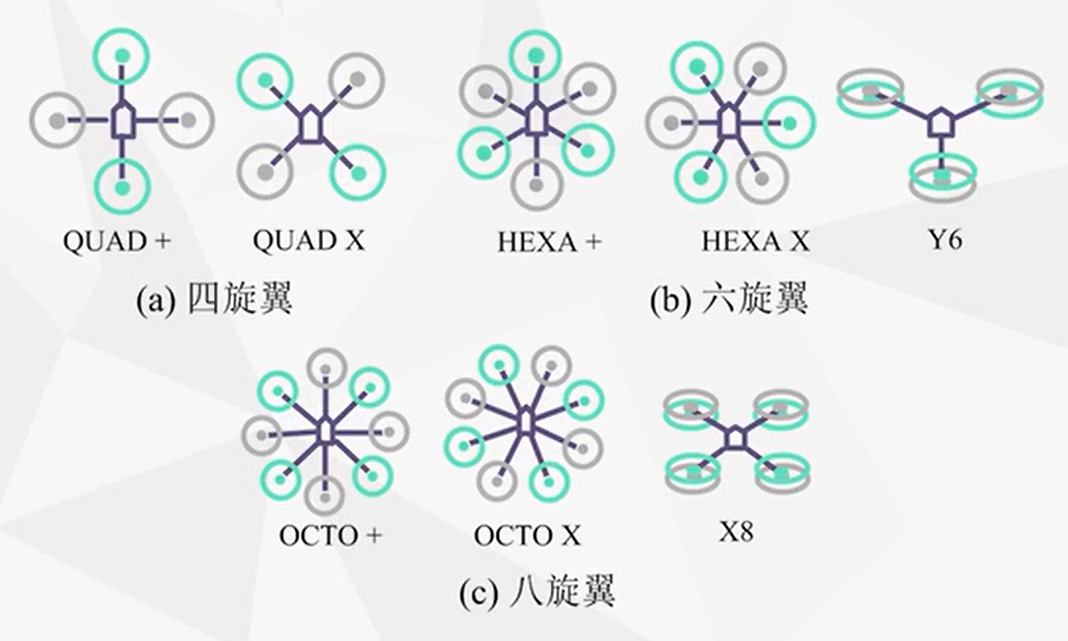 QUAD +
QUAD X
HEXA +
HEXA X
Y6
(a) 四旋翼
(b) 六旋翼
OCTO +
OCTO X
X8
(c) 八旋翼